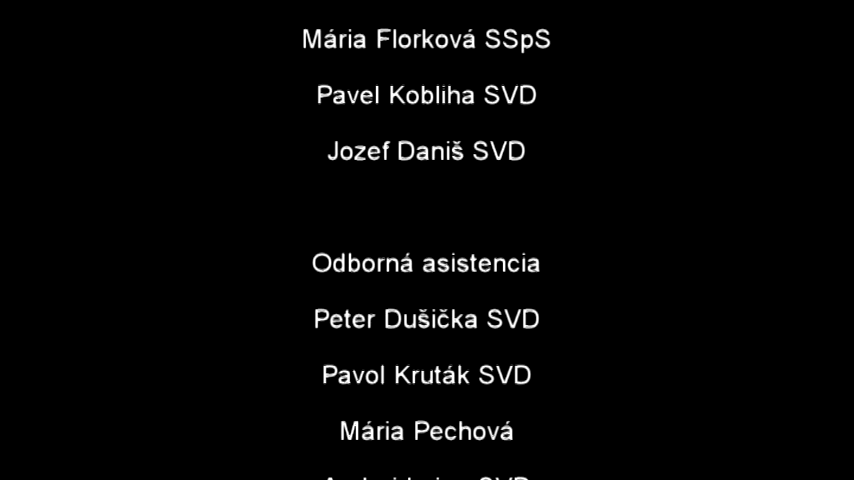 Mária Florková SSpS
Pavel Kobliha SVD
Jozef Daniš SVD
Odborná asistencia
Peter Dušička SVD
Pavol Kruták SVD
Mária Pechová
SVD